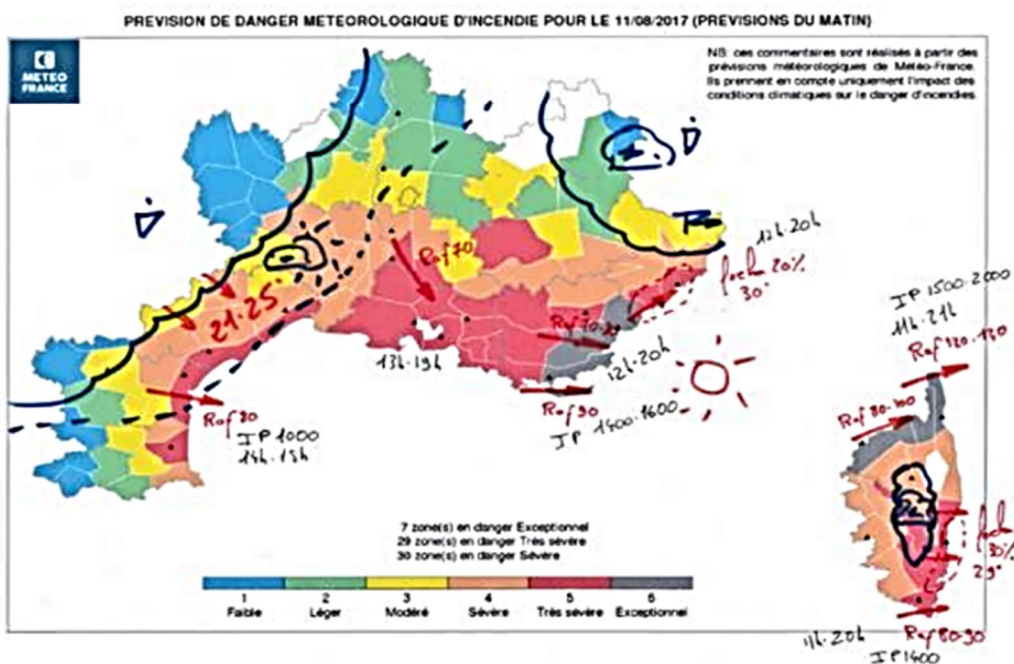 PREVISION DE DANGER METEOROLOGIQUE D'INCENDIE POUR LE 11/08/2017 (PREVISIONS DU MATIN)
METEO
FRANCE
NB: ces commentaires sont réalisés à partir des
prévisions météorologiques de Météo-France.
Ils prennent en compte uniquement l'impact des
conditions climatiques sur le danger d'incendies.
12h-20h
20%
30°
Raf 70
21-25°
IP 1500-2000
11h-21h
Raf 120-130
13h-19h
12h-20h
Raf 90
IP 1400-1600
Raf 80
IP 1000
Raf 80-100
30%
29°
7 zone(s) en danger Exceptionnel
29 zone(s) en danger Très sévère
30 zone(s) en danger Sévère
1 2 3 4 5 6
Faible Léger Modéré Sévère Très sévère Exceptionnel
11h-20h
Raf 80-90
IP 1400